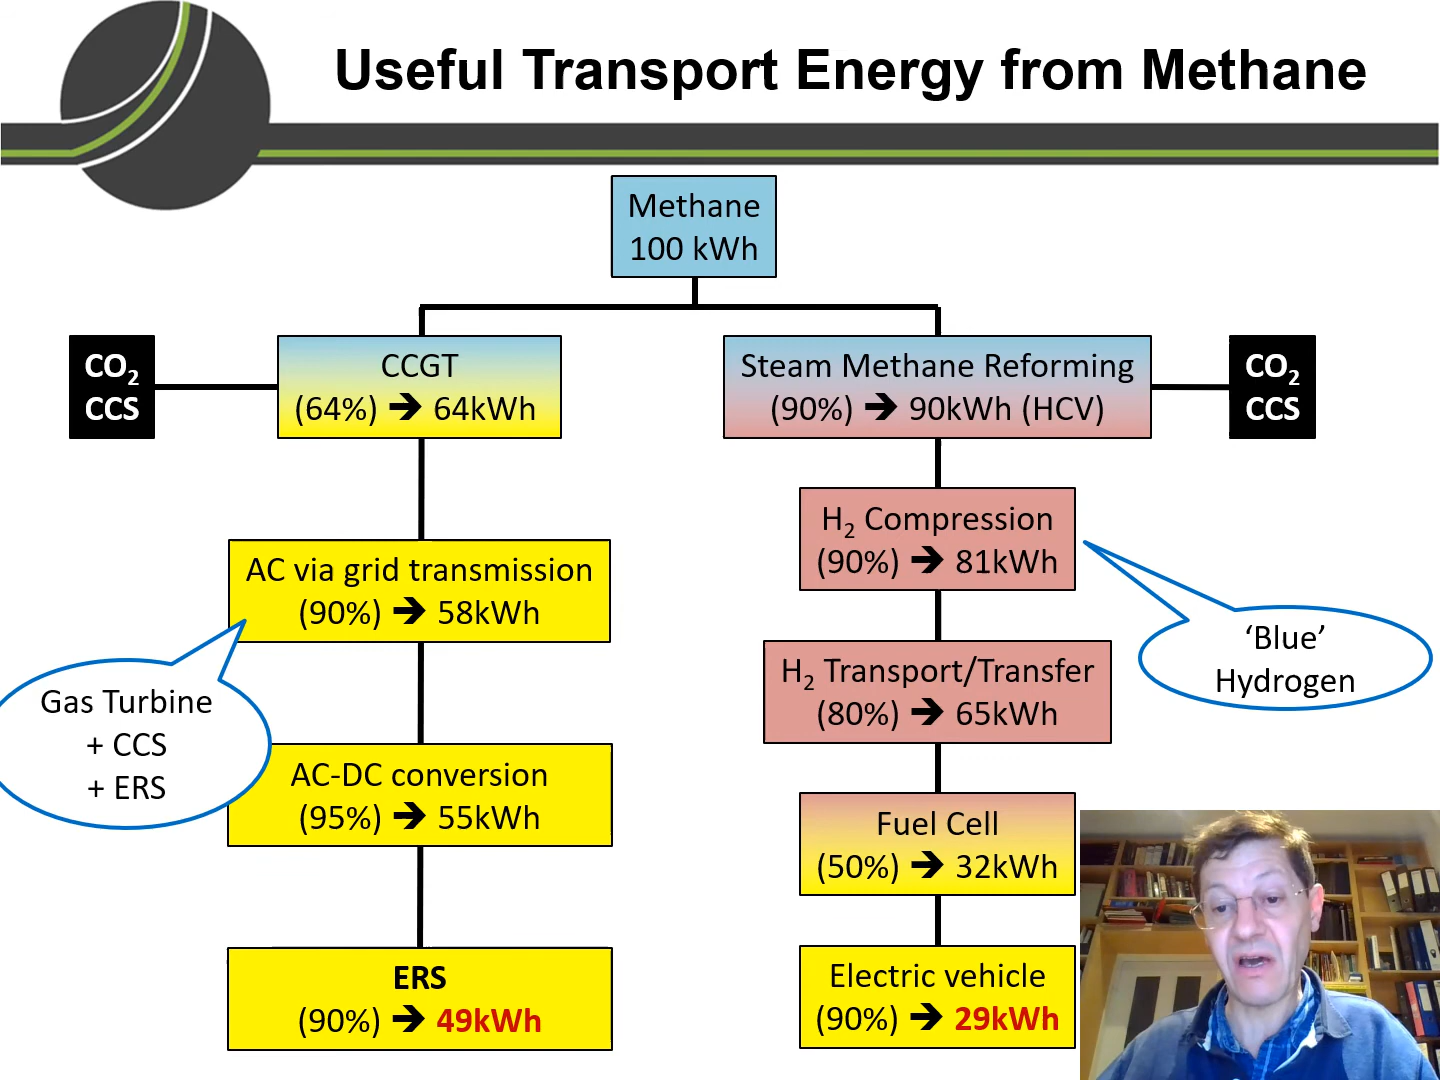 Useful Transport Energy from Methane
Methane
100 kWh
CO₂
CCS
CCGT
(64%) ➔ 64kWh
Steam Methane Reforming
(90%) ➔ 90kWh (HCV)
CO₂
CCS
AC via grid transmission
(90%) ➔ 58kWh
Gas Turbine
+ CCS
+ ERS
AC-DC conversion
(95%) ➔ 55kWh
ERS
(90%) ➔ 49kWh
H₂ Compression
(90%) ➔ 81kWh
‘Blue’
Hydrogen
H₂ Transport/Transfer
(80%) ➔ 65kWh
Fuel Cell
(50%) ➔ 32kWh
Electric vehicle
(90%) ➔ 29kWh